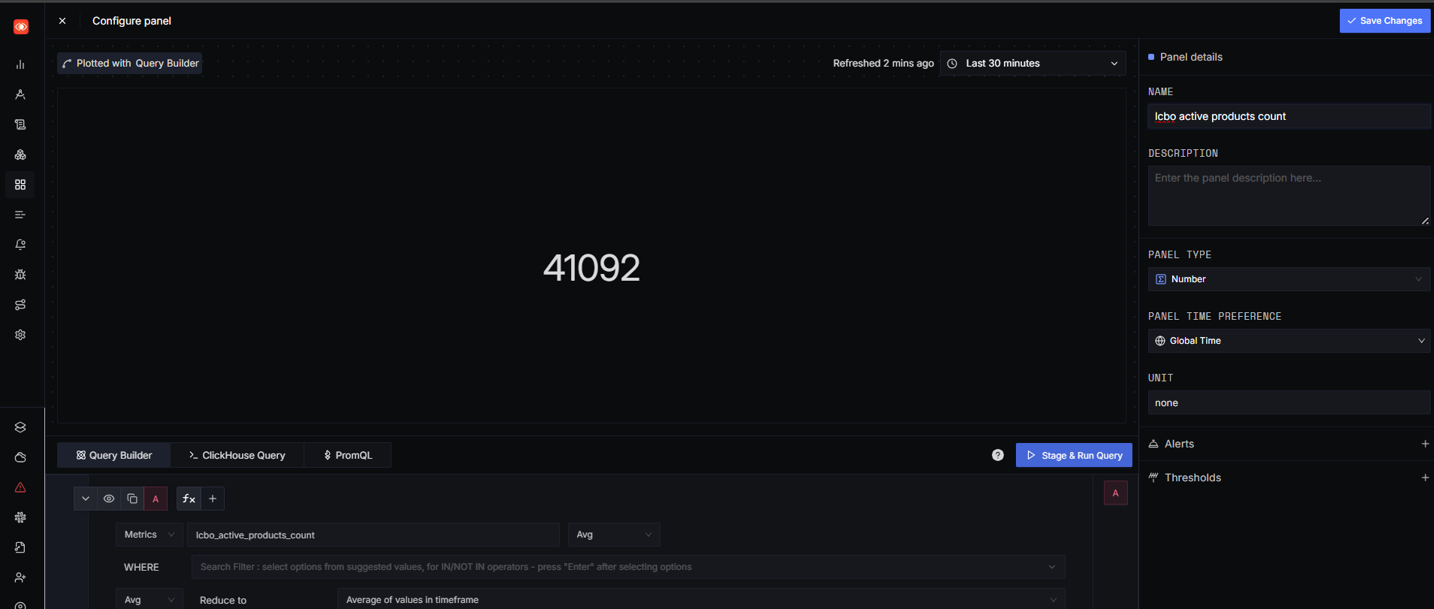 Configure panel
Save Changes
Plotted with Query Builder
Refreshed 2 mins ago
Last 30 minutes
41092
Panel details
NAME
lcbo active products count
DESCRIPTION
Enter the panel description here...
PANEL TYPE
Number
PANEL TIME PREFERENCE
Global Time
UNIT
none
Alerts
Thresholds
Query Builder
ClickHouse Query
PromQL
?
Stage & Run Query
A
fx
A
Metrics
lcbo_active_products_count
Avg
WHERE
Search Filter : select options from suggested values, for IN/NOT IN operators - press "Enter" after selecting options
Avg
Reduce to
Average of values in timeframe